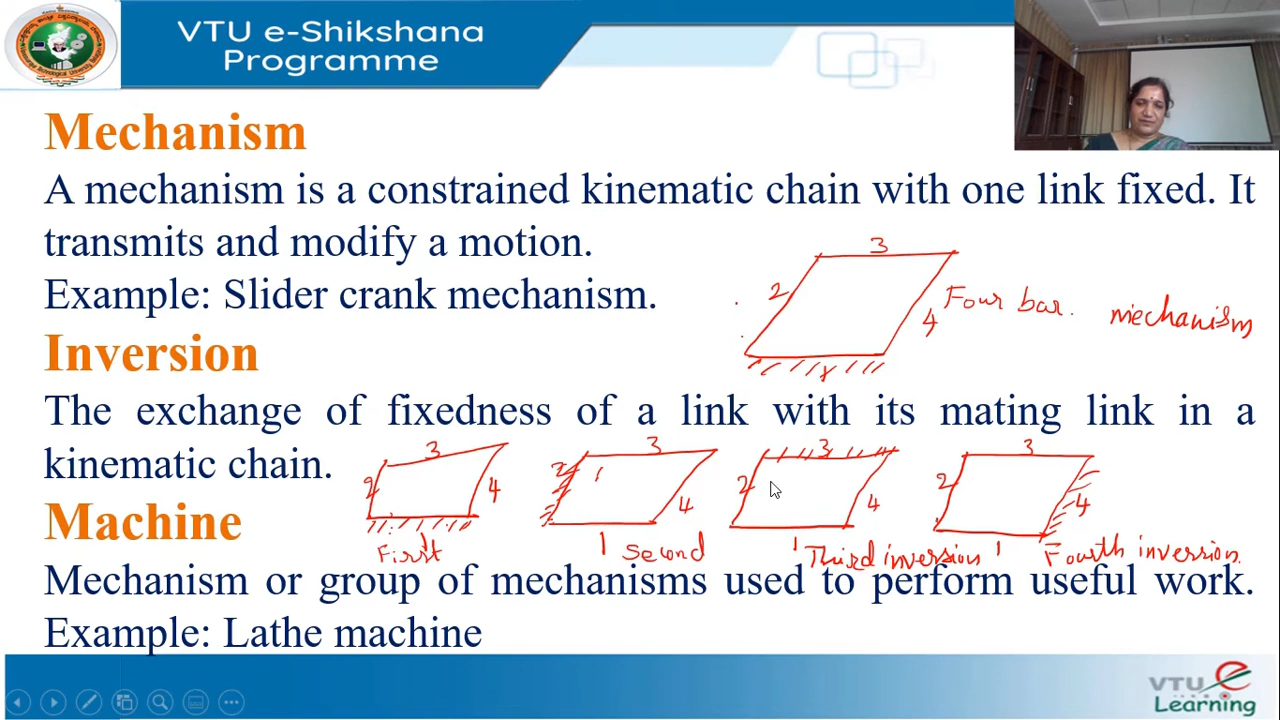 VTU e-Shikshana
Programme
Mechanism
A mechanism is a constrained kinematic chain with one link fixed. It
transmits and modify a motion.
3
2
Four bar. mechanism
4
1
Example: Slider crank mechanism.
Inversion
The exchange of fixedness of a link with its mating link in a
kinematic chain.
3
2
4
1
First
3
2
4
1
Second
3
2
4
1
Third inversion
3
2
4
1
Fourth inversion.
Machine
Mechanism or group of mechanisms used to perform useful work.
Example: Lathe machine
VTU e
Learning